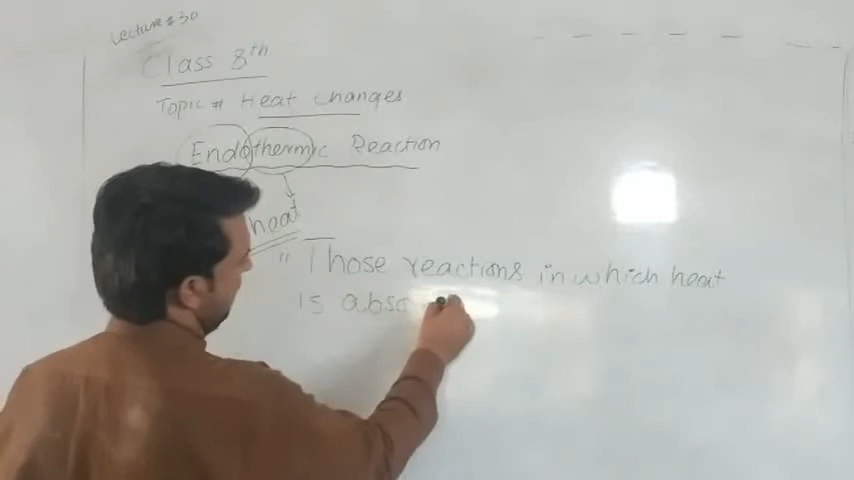 Lecture # 30
Class 8th
Topic # Heat Changes
Endothermic Reaction
heat
" Those reactions in which heat
is abso